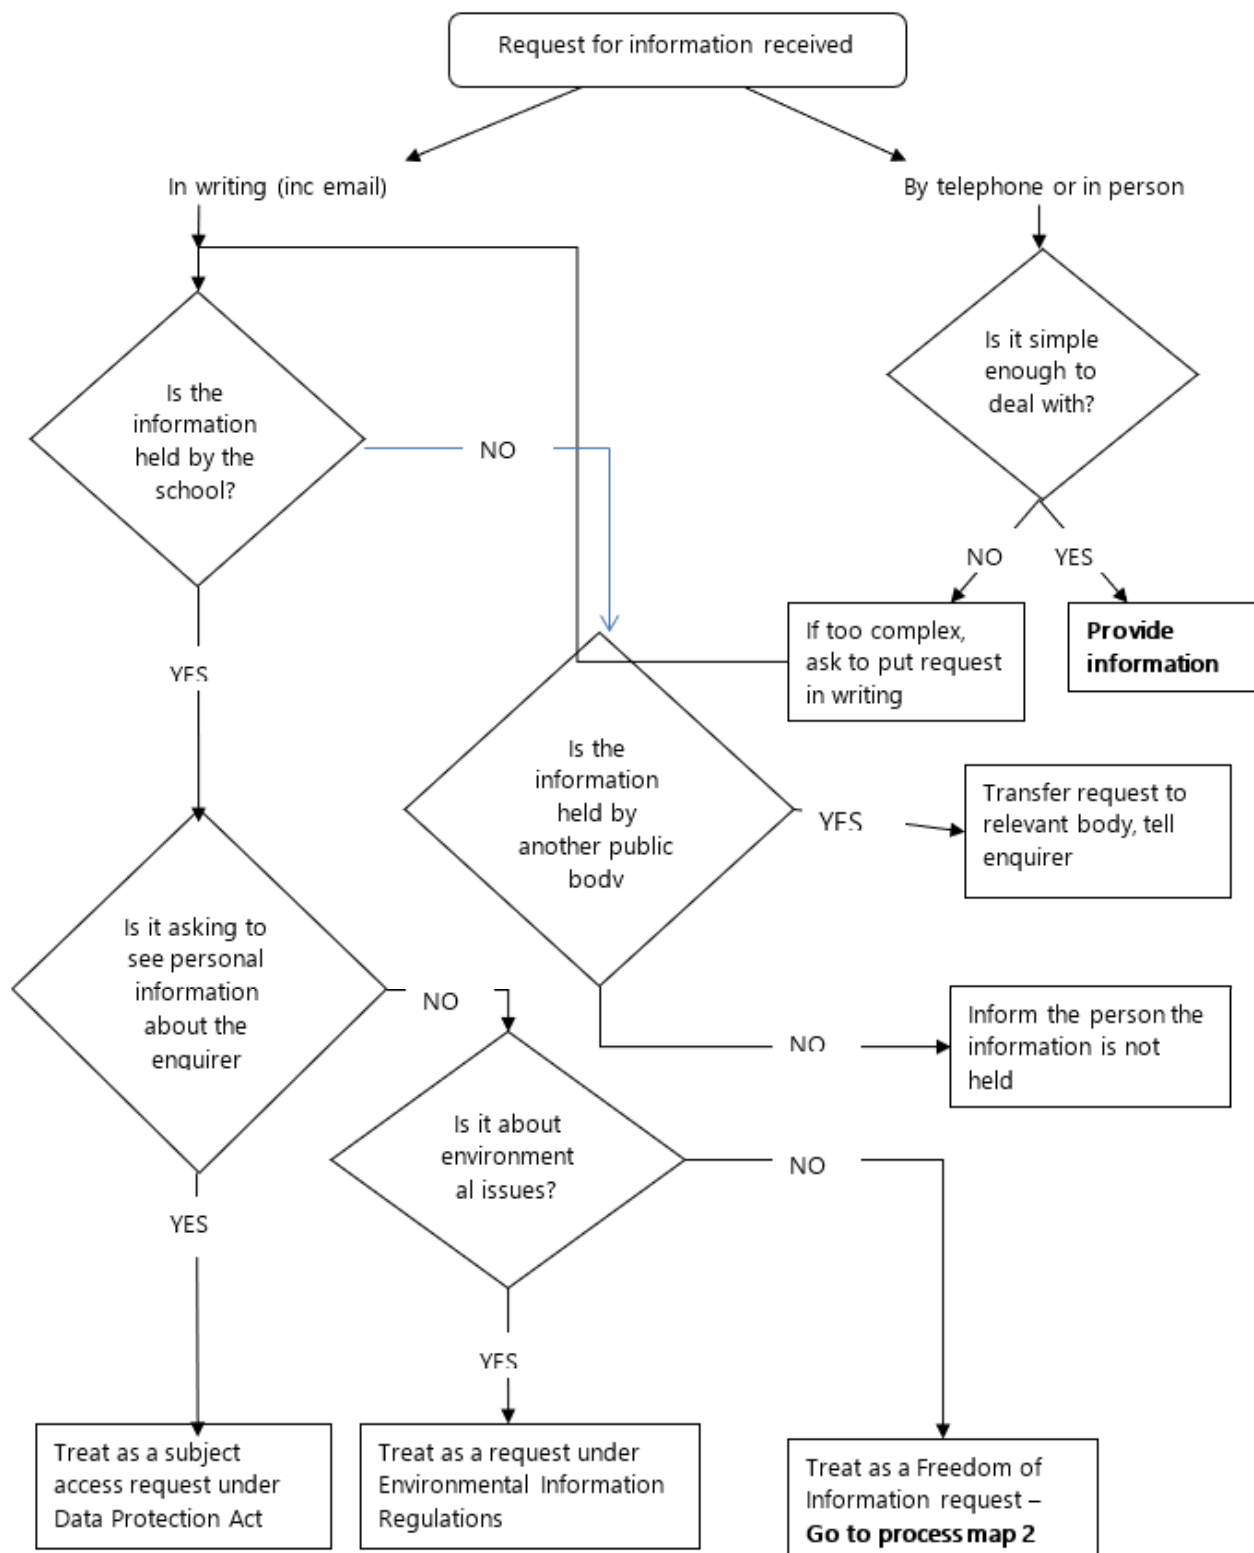 Request for information received
In writing (inc email)
By telephone or in person
Is it simple
enough to
deal with?
Is the
information
held by the
school?
NO
NO
YES
If too complex,
ask to put request
in writing
Provide
information
YES
Is the
information
held by
another public
body
YES
Transfer request to
relevant body, tell
enquirer
Is it asking to
see personal
information
about the
enquirer
NO
NO
Inform the person the
information is not
held
Is it about
environment
al issues?
NO
YES
YES
Treat as a subject
access request under
Data Protection Act
Treat as a request under
Environmental Information
Regulations
Treat as a Freedom of
Information request –
Go to process map 2